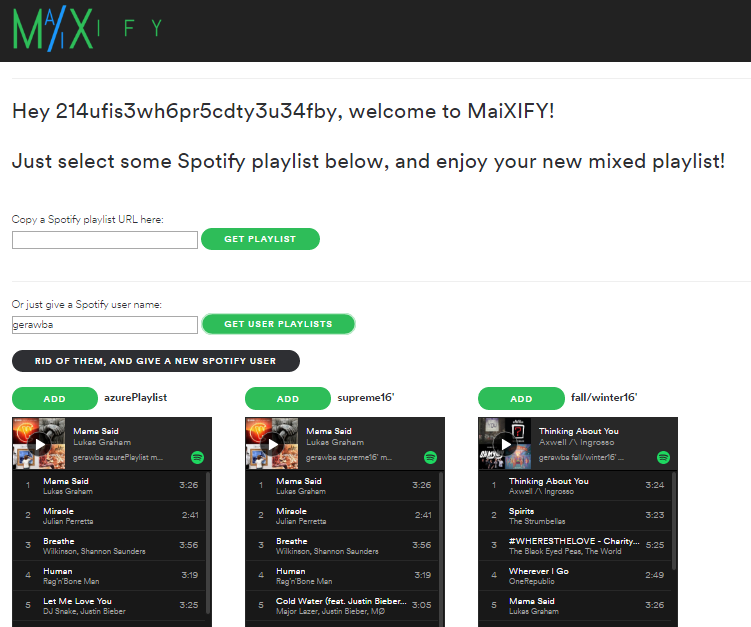 MAIXIFY
Hey 214ufis3wh6pr5cdty3u34fby, welcome to MaiXIFY!
Just select some Spotify playlist below, and enjoy your new mixed playlist!
Copy a Spotify playlist URL here:
GET PLAYLIST
Or just give a Spotify user name:
gerawba
GET USER PLAYLISTS
RID OF THEM, AND GIVE A NEW SPOTIFY USER
ADD azurePlaylist
Mama Said
Lukas Graham
gerawba azurePlaylist m...
1 Mama Said 3:26
Lukas Graham
2 Miracle 2:41
Julian Perretta
3 Breathe 3:56
Wilkinson, Shannon Saunders
4 Human 3:19
Rag'n'Bone Man
5 Let Me Love You 3:25
DJ Snake, Justin Bieber
ADD supreme16'
Mama Said
Lukas Graham
gerawba supreme16' m...
1 Mama Said 3:26
Lukas Graham
2 Miracle 2:41
Julian Perretta
3 Breathe 3:56
Wilkinson, Shannon Saunders
4 Human 3:19
Rag'n'Bone Man
5 Cold Water (feat. Justin Bieber... 3:05
Major Lazer, Justin Bieber, MØ
ADD fall/winter16'
Thinking About You
Axwell /\ Ingrosso
gerawba fall/winter16' ...
1 Thinking About You 3:24
Axwell /\ Ingrosso
2 Spirits 3:23
The Strumbellas
3 #WHERESTHELOVE - Charity... 5:25
The Black Eyed Peas, The World
4 Wherever I Go 2:49
OneRepublic
5 Mama Said 3:26
Lukas Graham